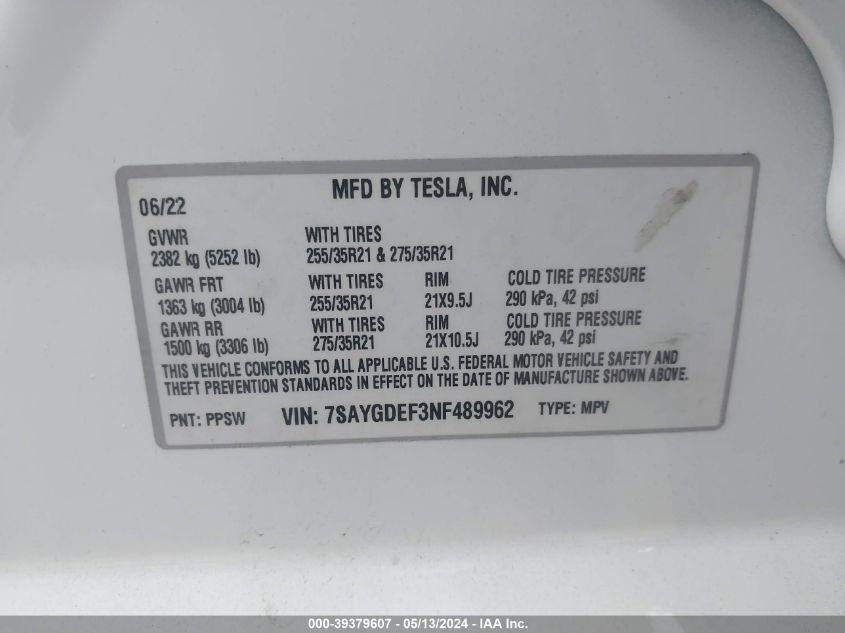 MFD BY TESLA, INC.
06/22
GVWR WITH TIRES
2382 kg (5252 lb) 255/35R21 & 275/35R21
GAWR FRT WITH TIRES RIM COLD TIRE PRESSURE
1363 kg (3004 lb) 255/35R21 21X9.5J 290 kPa, 42 psi
GAWR RR WITH TIRES RIM COLD TIRE PRESSURE
1500 kg (3306 lb) 275/35R21 21X10.5J 290 kPa, 42 psi
THIS VEHICLE CONFORMS TO ALL APPLICABLE U.S. FEDERAL MOTOR VEHICLE SAFETY AND
THEFT PREVENTION STANDARDS IN EFFECT ON THE DATE OF MANUFACTURE SHOWN ABOVE.
PNT: PPSW VIN: 7SAYGDEF3NF489962 TYPE: MPV
000-39379607 - 05/13/2024 - IAA Inc.